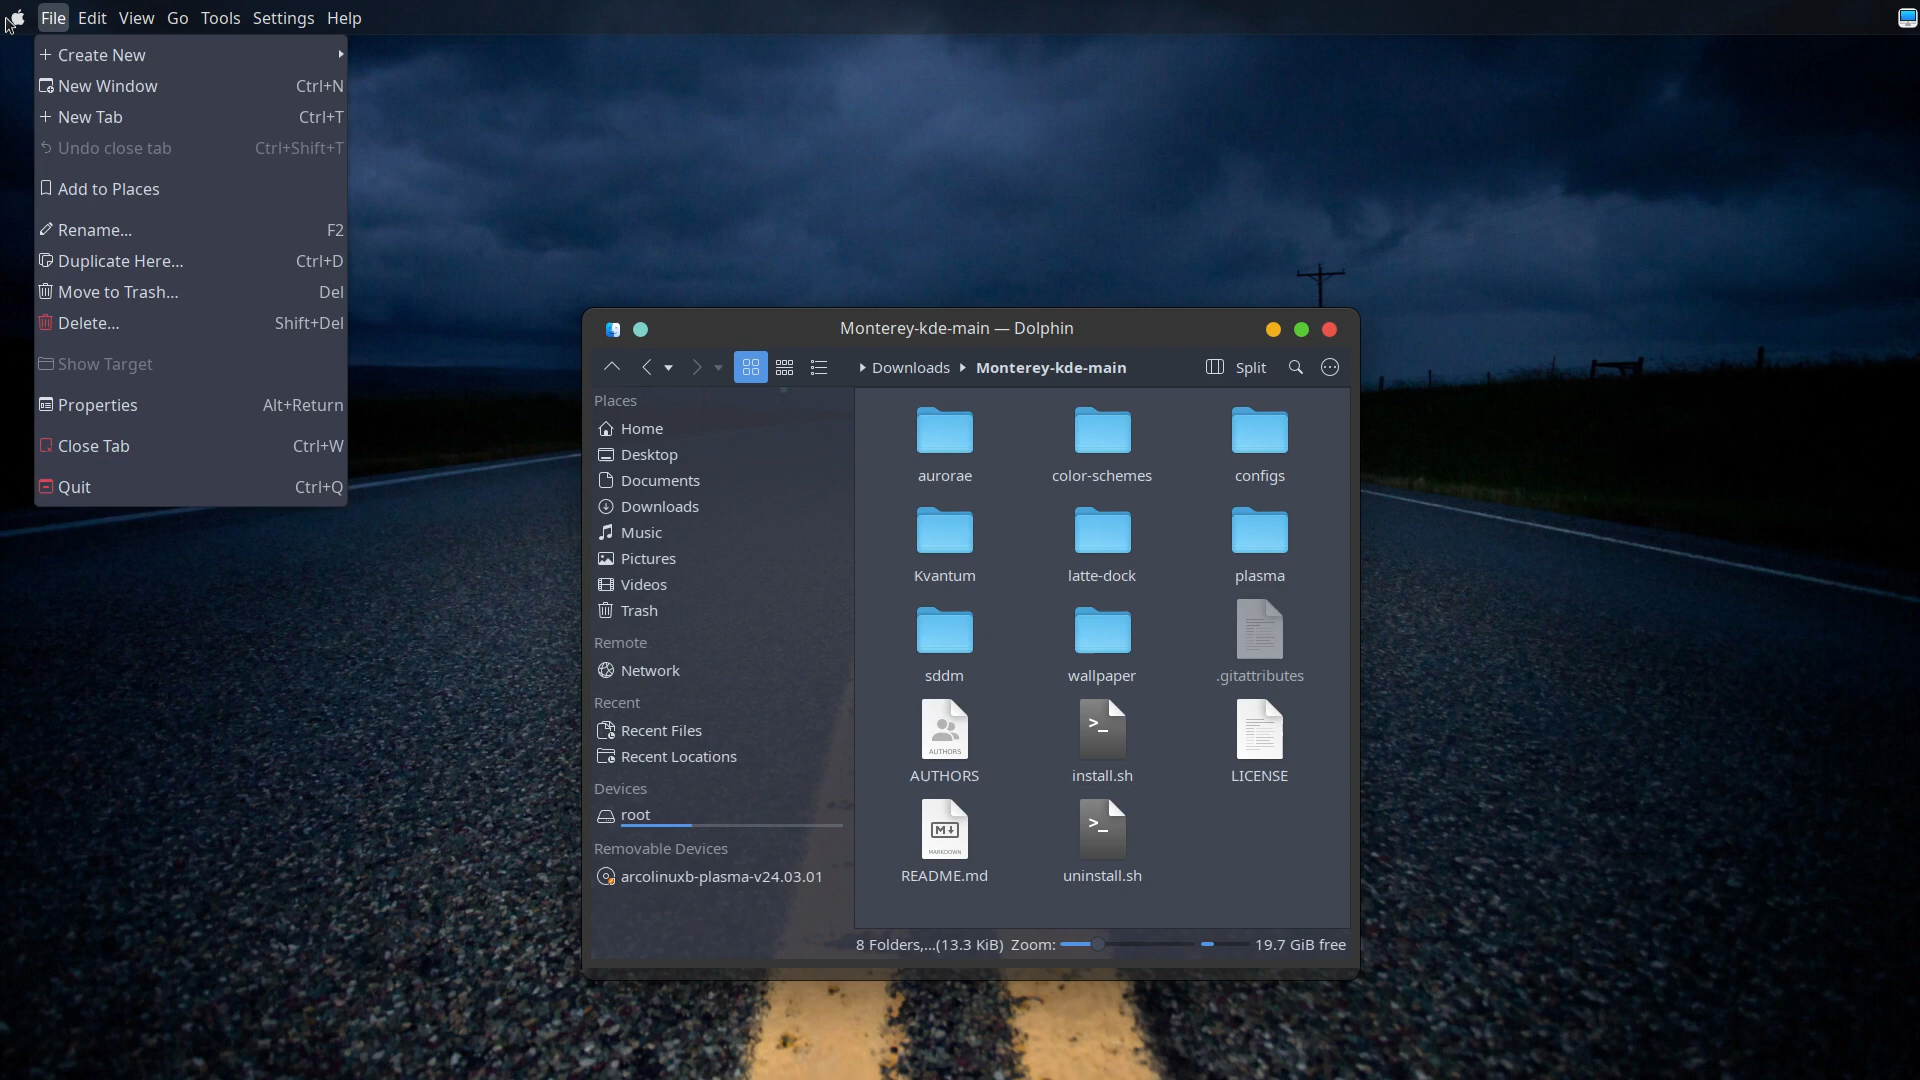 File Edit View Go Tools Settings Help
Create New
New Window Ctrl+N
New Tab Ctrl+T
Undo close tab Ctrl+Shift+T
Add to Places
Rename... F2
Duplicate Here... Ctrl+D
Move to Trash... Del
Delete... Shift+Del
Show Target
Properties Alt+Return
Close Tab Ctrl+W
Quit Ctrl+Q
Monterey-kde-main — Dolphin
Downloads Monterey-kde-main Split
Places
Home
Desktop
Documents
Downloads
Music
Pictures
Videos
Trash
Remote
Network
Recent
Recent Files
Recent Locations
Devices
root
Removable Devices
arcolinuxb-plasma-v24.03.01
aurorae color-schemes configs
Kvantum latte-dock plasma
sddm wallpaper .gitattributes
AUTHORS
>_
AUTHORS install.sh LICENSE
M
>_
MARKDOWN
README.md uninstall.sh
8 Folders,...(13.3 KiB) Zoom: 19.7 GiB free